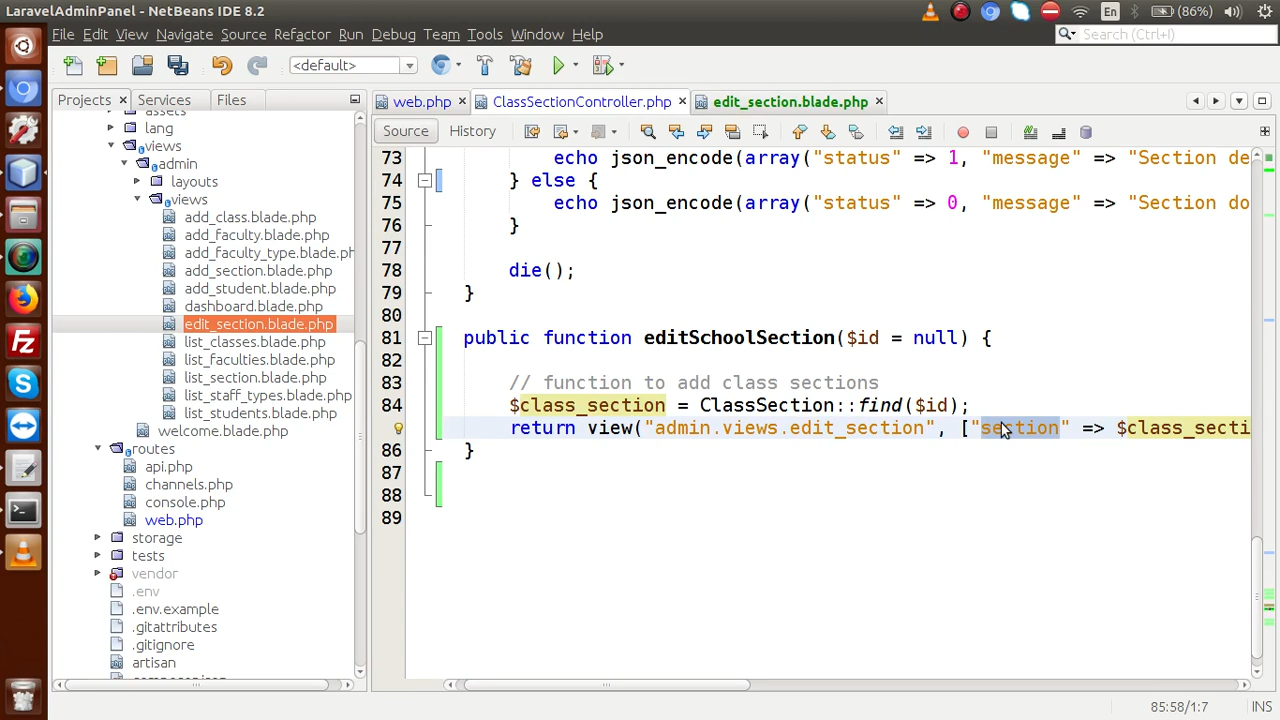 LaravelAdminPanel - NetBeans IDE 8.2
En
(86%)
File Edit View Navigate Source Refactor Run Debug Team Tools Window Help
Search (Ctrl+I)
<default>
Projects Services Files
web.php ClassSectionController.php edit_section.blade.php
Source History
assets
lang
views
admin
layouts
views
add_class.blade.php
add_faculty.blade.php
add_faculty_type.blade.ph
add_section.blade.php
add_student.blade.php
dashboard.blade.php
edit_section.blade.php
list_classes.blade.php
list_faculties.blade.php
list_section.blade.php
list_staff_types.blade.php
list_students.blade.php
welcome.blade.php
routes
api.php
channels.php
console.php
web.php
storage
tests
vendor
.env
.env.example
.gitattributes
.gitignore
artisan
composer.json
73 echo json_encode(array("status" => 1, "message" => "Section de
74 } else {
75 echo json_encode(array("status" => 0, "message" => "Section do
76 }
77
78 die();
79 }
80
81 public function editSchoolSection($id = null) {
82
83 // function to add class sections
84 $class_section = ClassSection::find($id);
return view("admin.views.edit_section", ["section" => $class_secti
86 }
87
88
89
85:58/1:7 INS